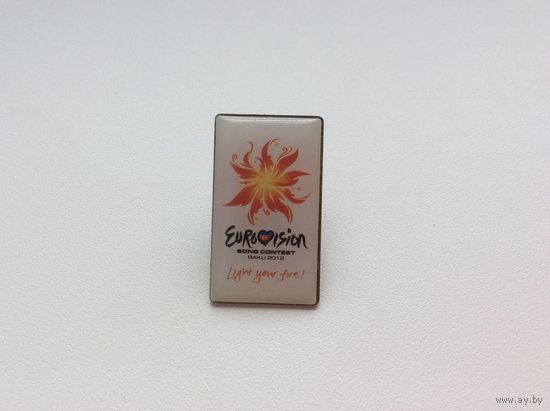 EUROVISION
SONG CONTEST
BAKU 2012
Light your fire!
www.ay.by